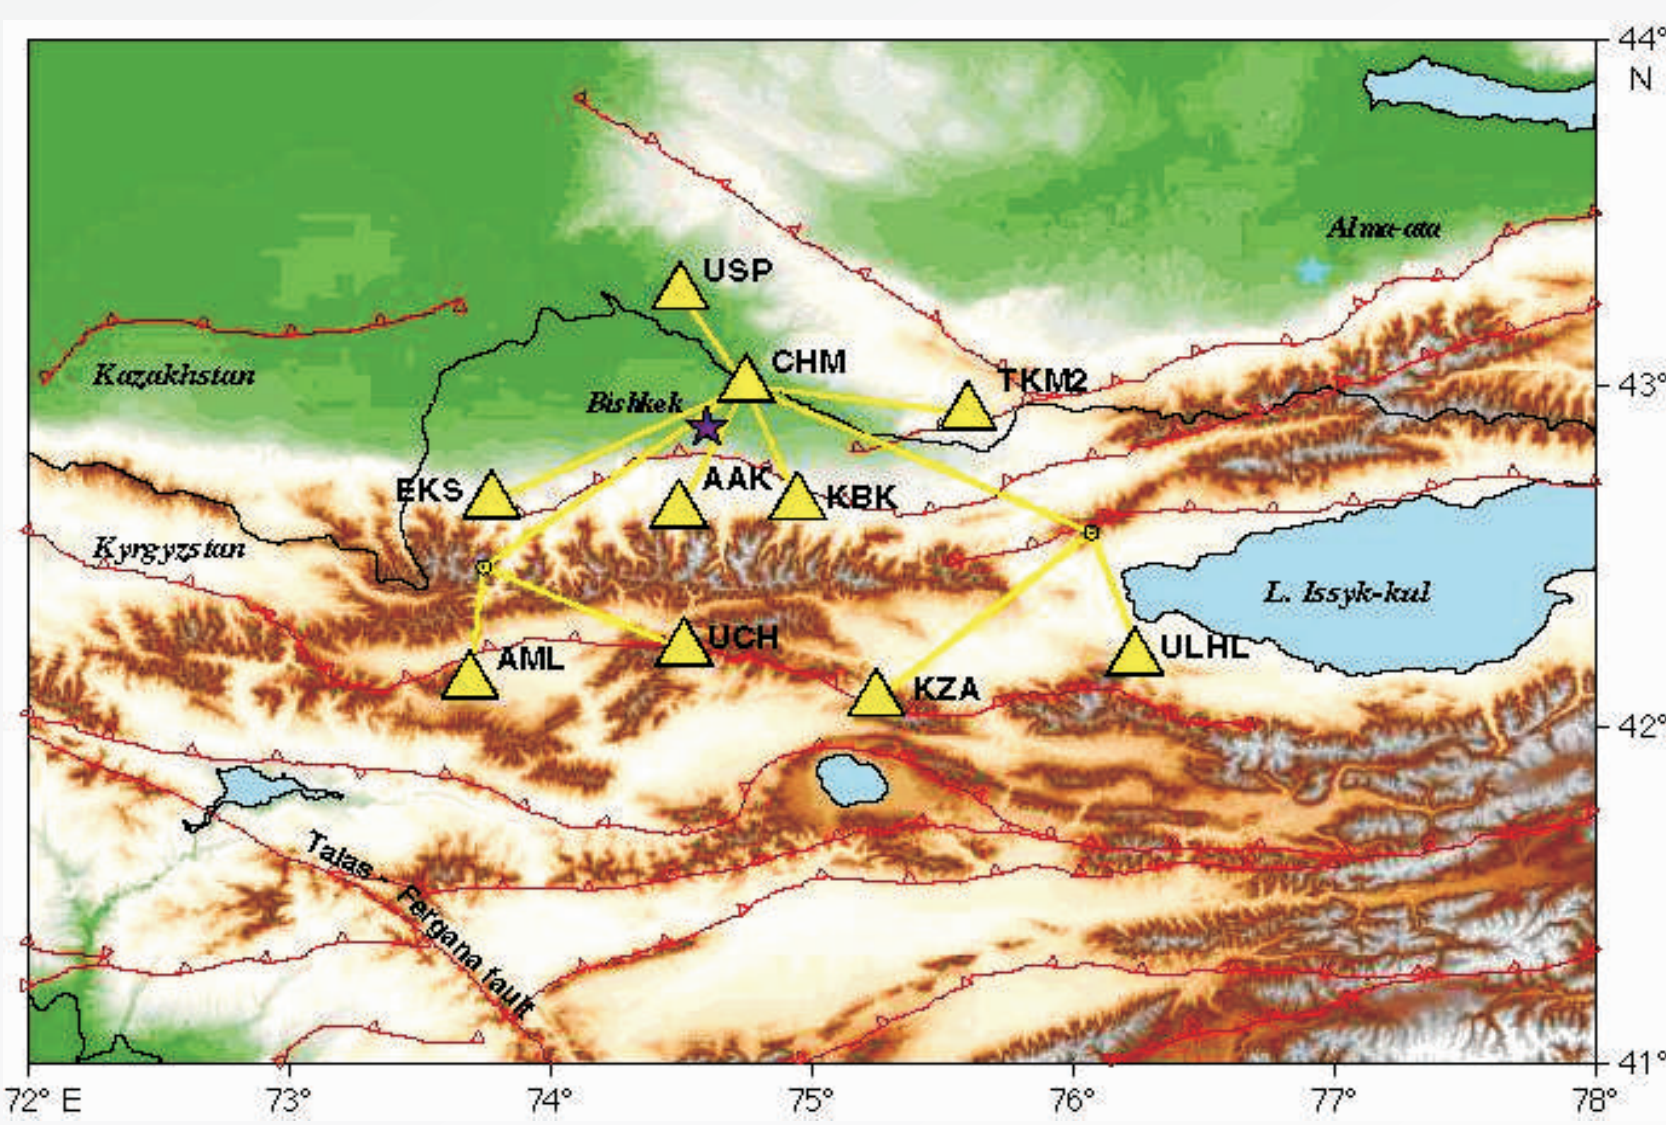 44°
N
Alma-ata
USP
Kazakhstan
CHM
43°
TKM2
Bishkek
EKS
AAK
KBK
Kyrgyzstan
L. Issyk-kul
UCH
ULHL
AML
KZA
42°
Talas - Fergana fault
41°
72° E
73°
74°
75°
76°
77°
78°